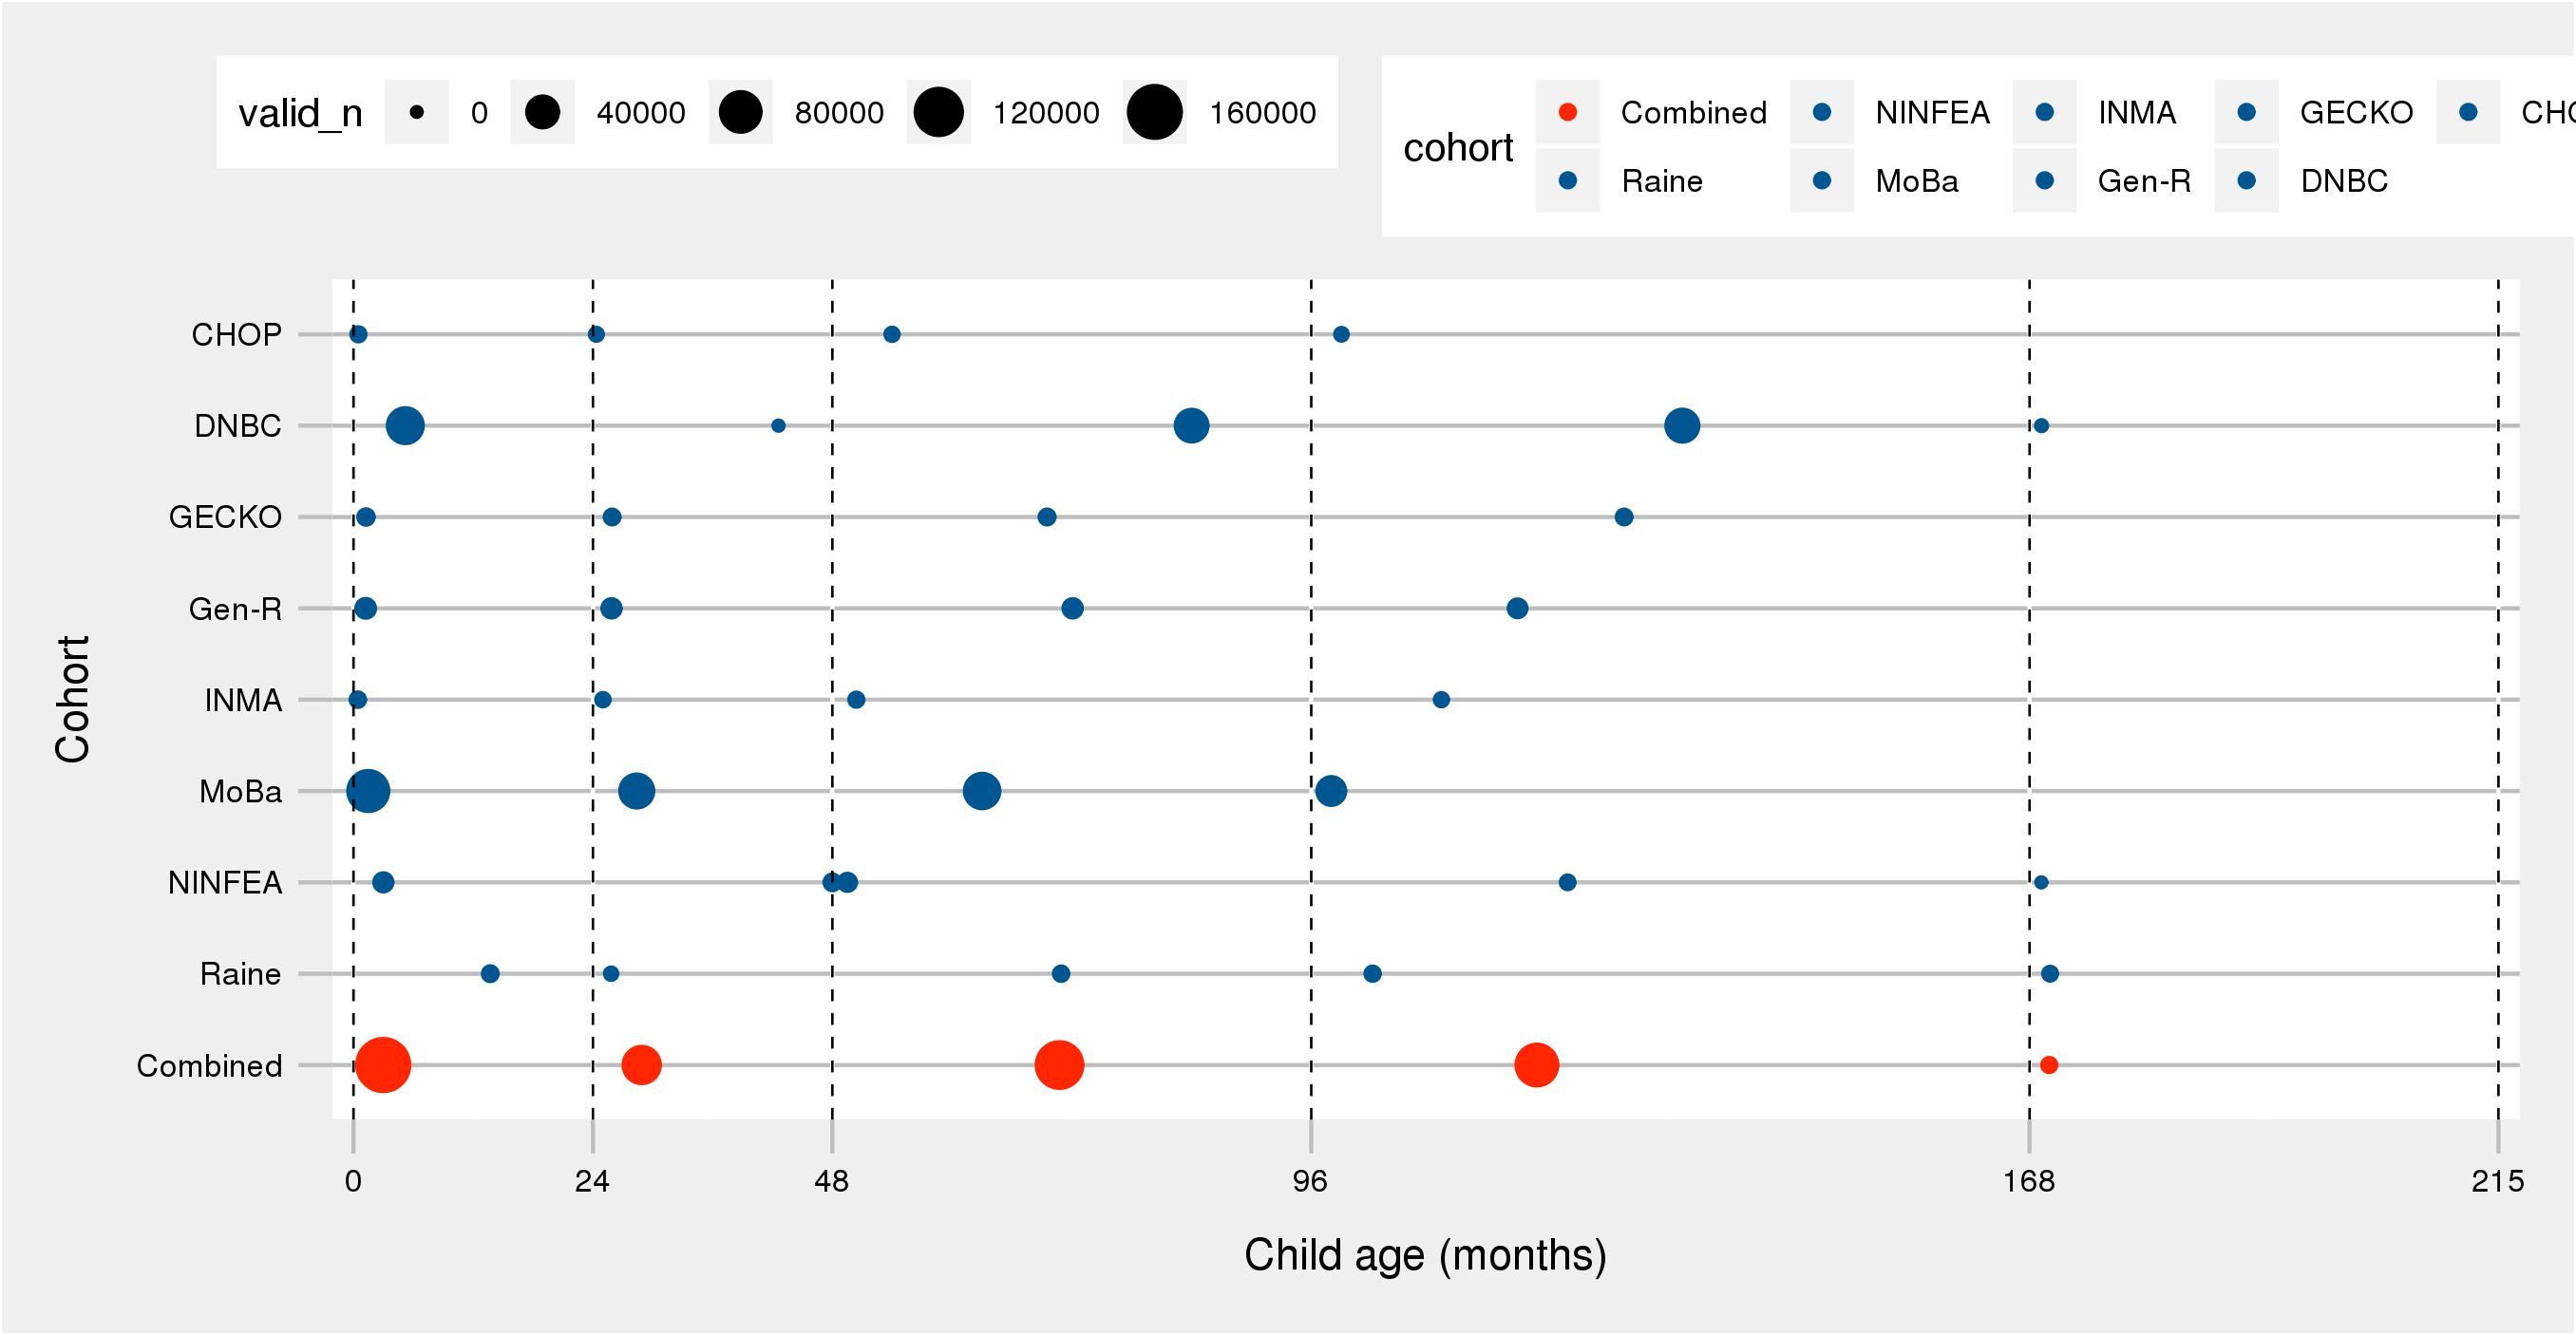 valid_n 0 40000 80000 120000 160000
cohort
Combined NINFEA INMA GECKO
Raine MoBa Gen-R DNBC
Cohort
CHOP
DNBC
GECKO
Gen-R
INMA
MoBa
NINFEA
Raine
Combined
0 24 48 96 168 215
Child age (months)